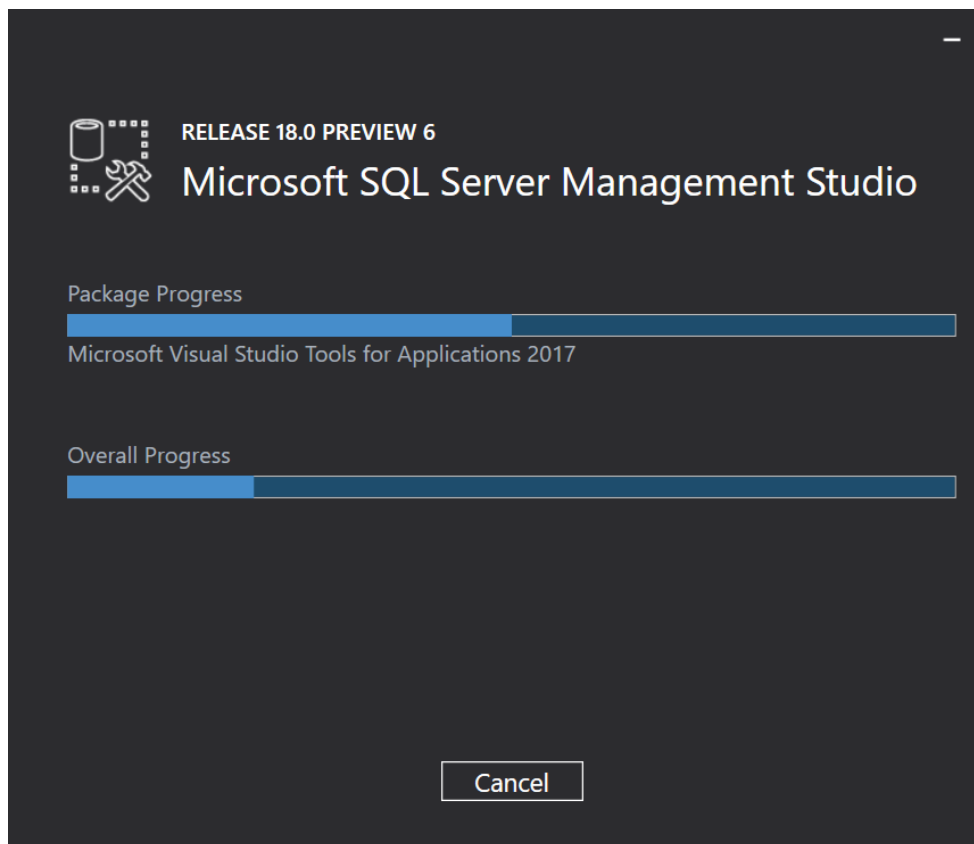 RELEASE 18.0 PREVIEW 6
Microsoft SQL Server Management Studio
Package Progress
Microsoft Visual Studio Tools for Applications 2017
Overall Progress
Cancel